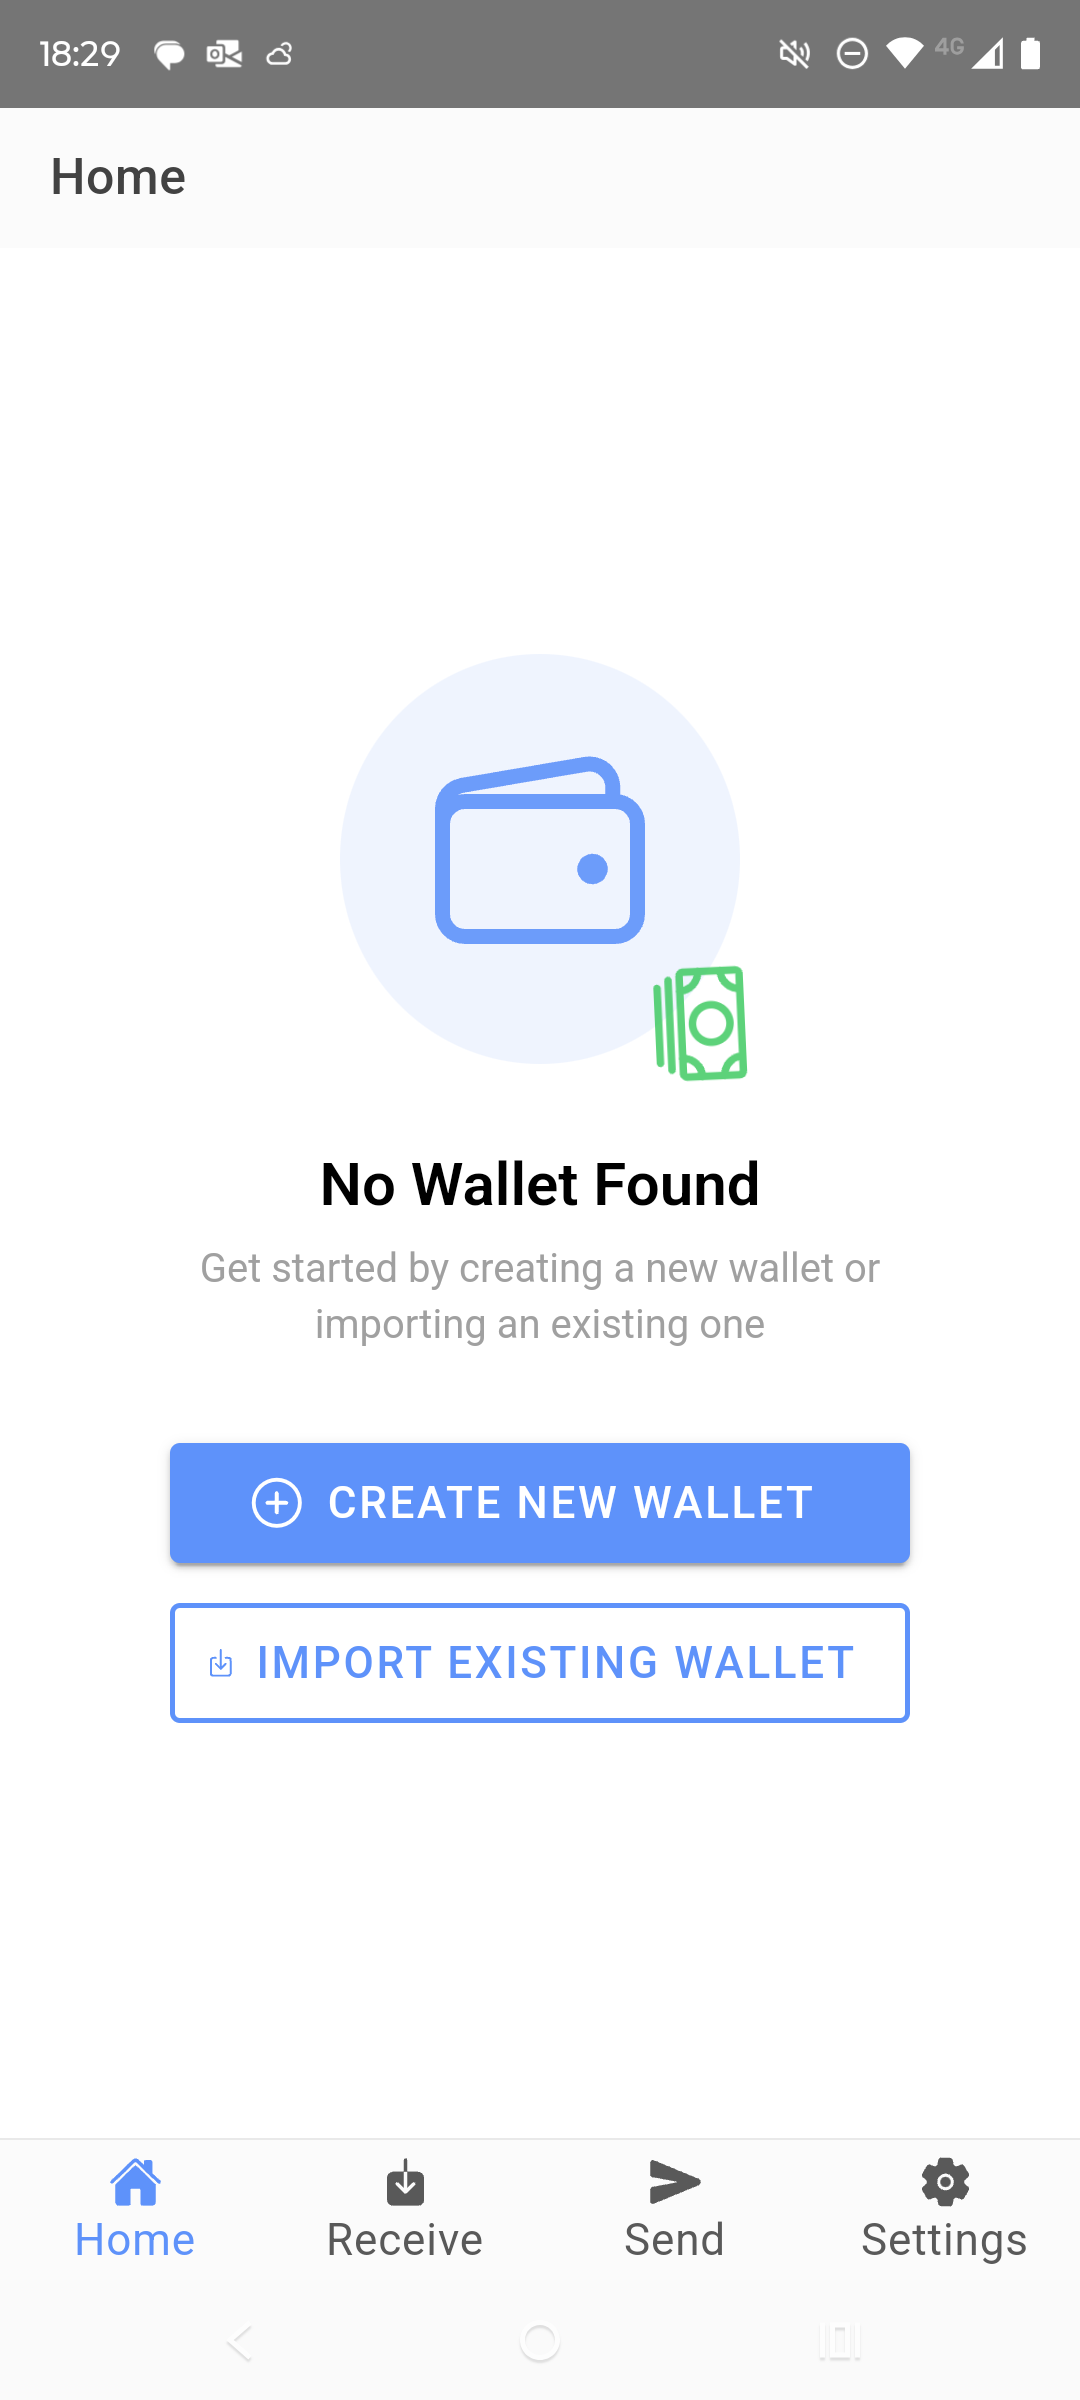 18:29
4G
Home
No Wallet Found
Get started by creating a new wallet or
importing an existing one
CREATE NEW WALLET
IMPORT EXISTING WALLET
Home Receive Send Settings